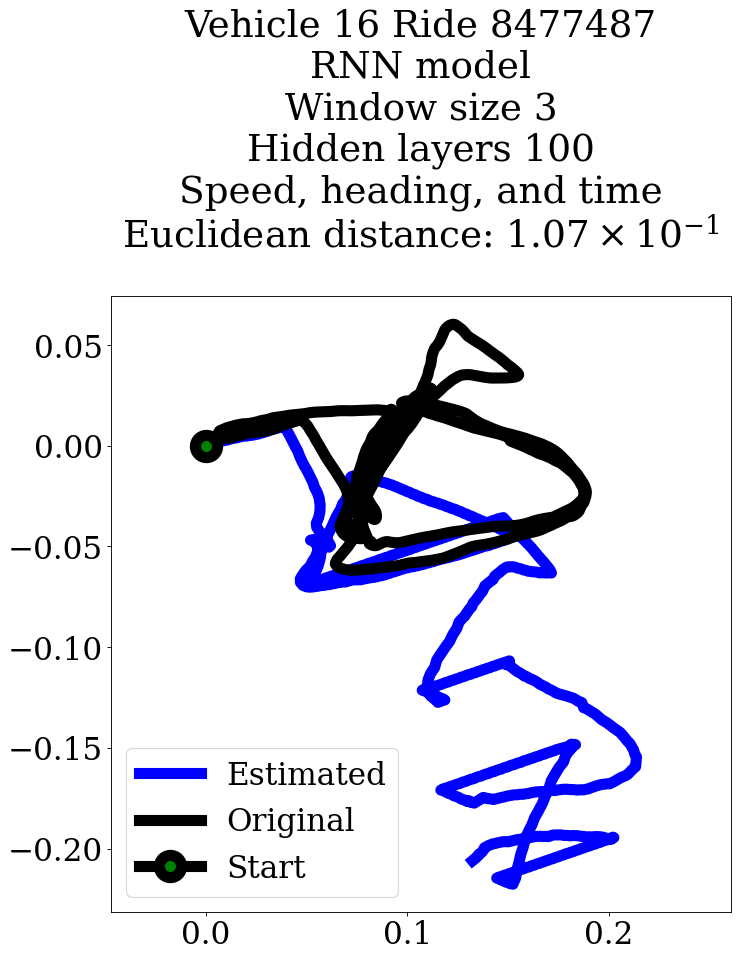 Vehicle 16 Ride 8477487
RNN model
Window size 3
Hidden layers 100
Speed, heading, and time
Euclidean distance: 1.07 × 10⁻¹
0.05
0.00
−0.05
−0.10
−0.15
−0.20
Estimated
Original
Start
0.0 0.1 0.2